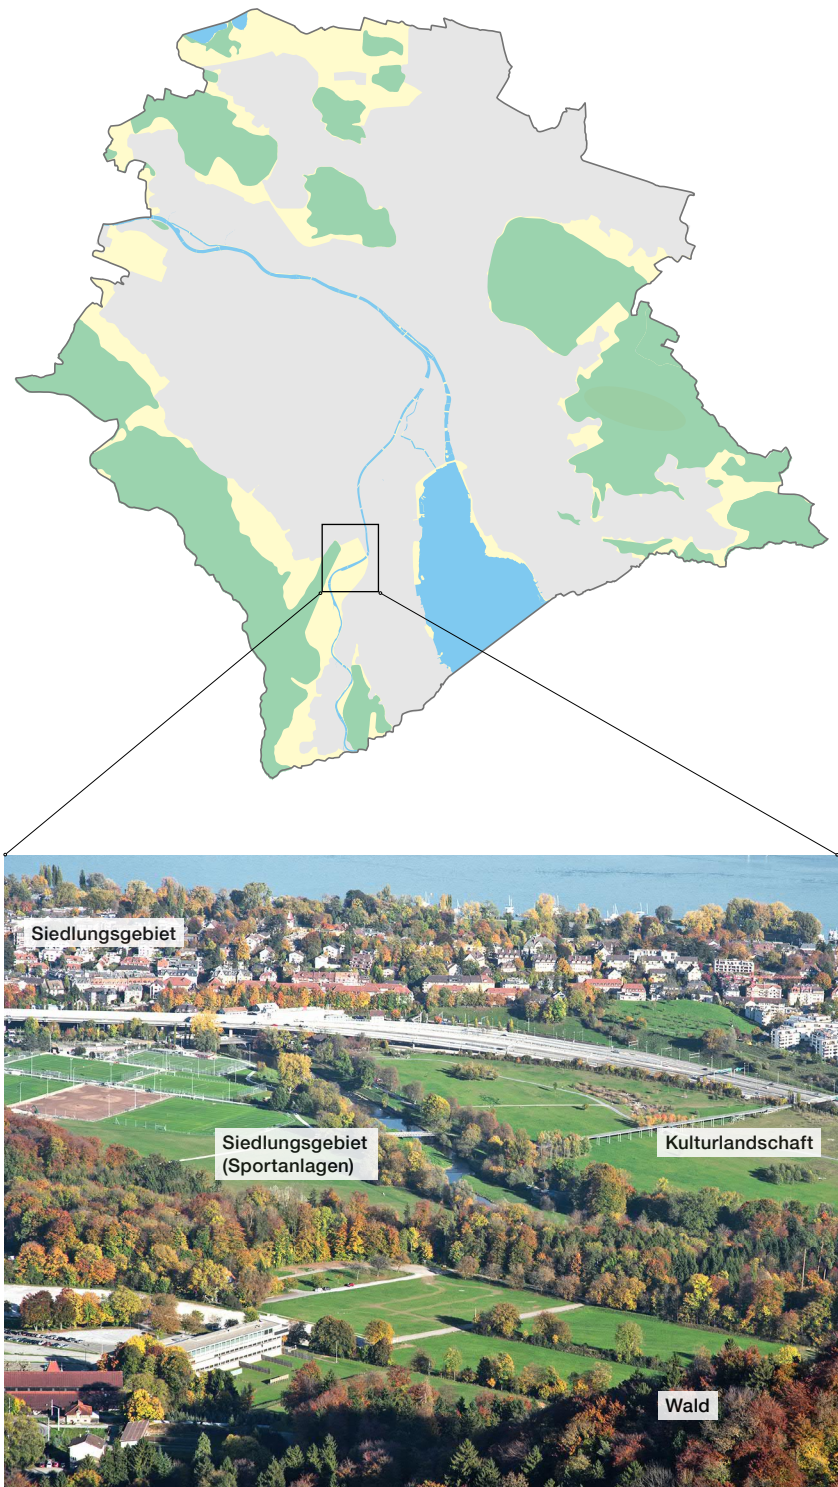 Siedlungsgebiet
Siedlungsgebiet
(Sportanlagen)
Kulturlandschaft
Wald